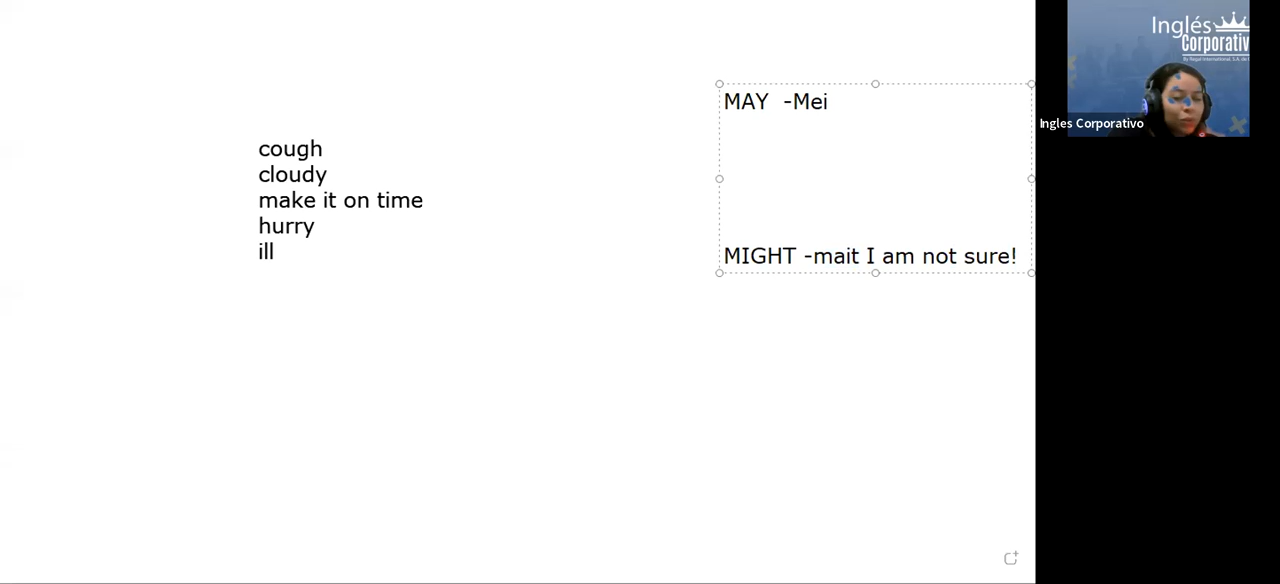 cough
cloudy
make it on time
hurry
ill
MAY  -Mei
MIGHT -mait I am not sure!
Inglés
Corporativ
Ingles Corporativo